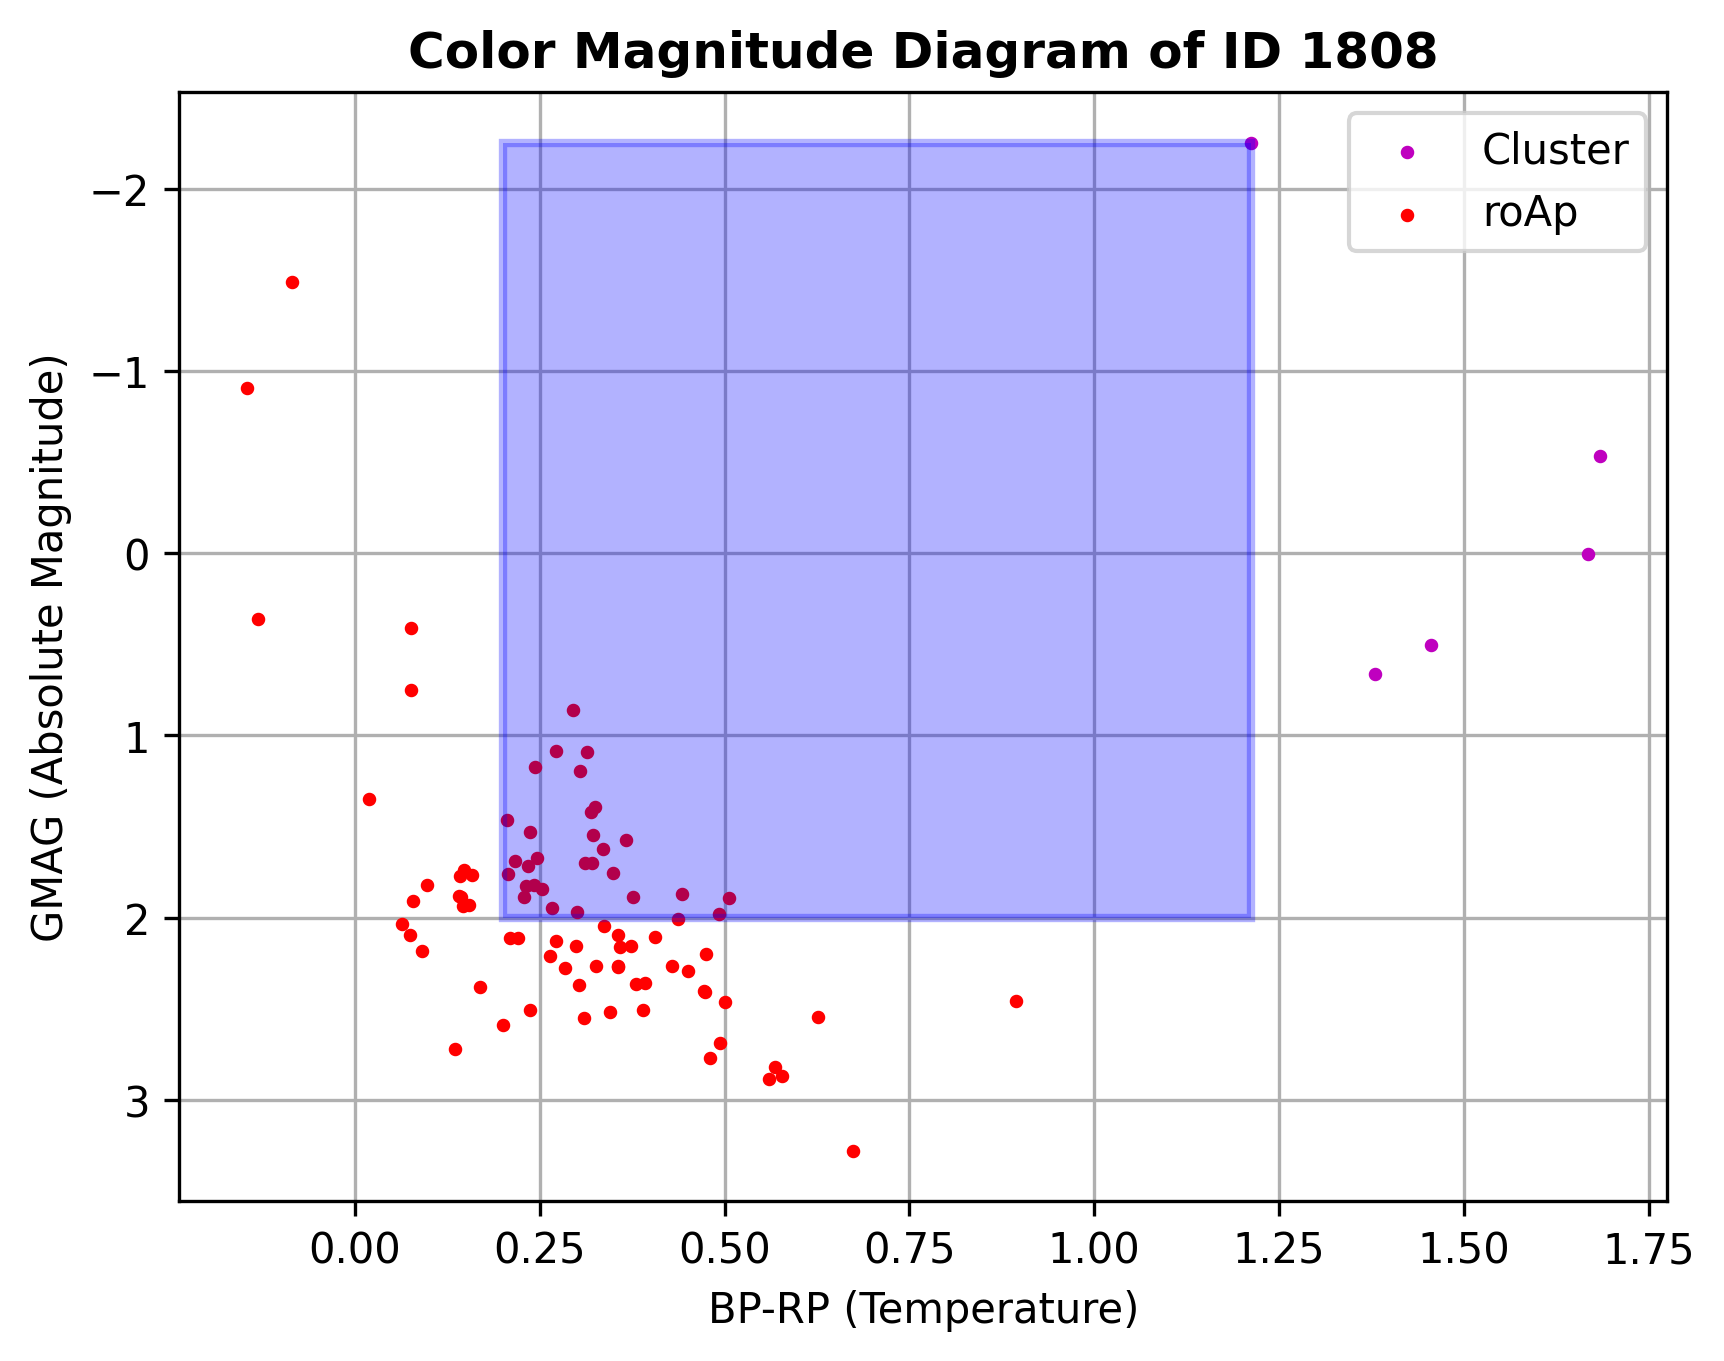 Color Magnitude Diagram of ID 1808
Cluster
roAp
GMAG (Absolute Magnitude)
−2
−1
0
1
2
3
0.00 0.25 0.50 0.75 1.00 1.25 1.50 1.75
BP-RP (Temperature)